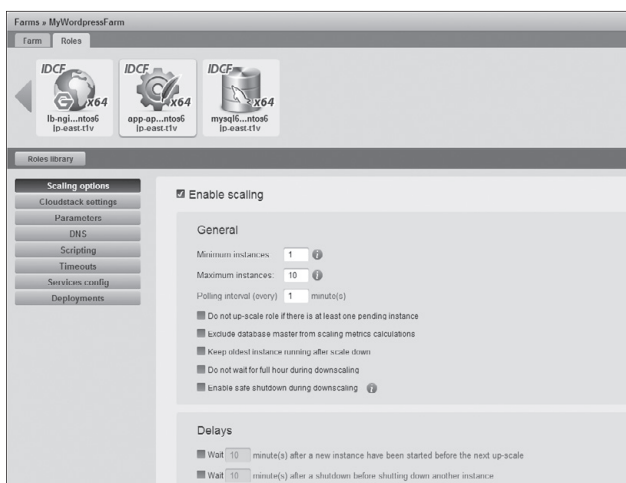 Farms » MyWordpressFarm
Farm Roles
IDCF IDCF IDCF
x64 x64 x64
lb-ngi...ntos6 app-ap...ntos6 mysql6...ntos6
jp-east-t1v jp-east-t1v jp-east-t1v
Roles library
Scaling options
Cloudstack settings
Parameters
DNS
Scripting
Timeouts
Services config
Deployments
Enable scaling
General
Minimum instances: 1 i
Maximum instances: 10 i
Polling interval (every) 1 minute(s)
Do not up-scale role if there is at least one pending instance
Exclude database master from scaling metrics calculations
Keep oldest instance running after scale down
Do not wait for full hour during downscaling
Enable safe shutdown during downscaling i
Delays
Wait 10 minute(s) after a new instance have been started before the next up-scale
Wait 10 minute(s) after a shutdown before shutting down another instance